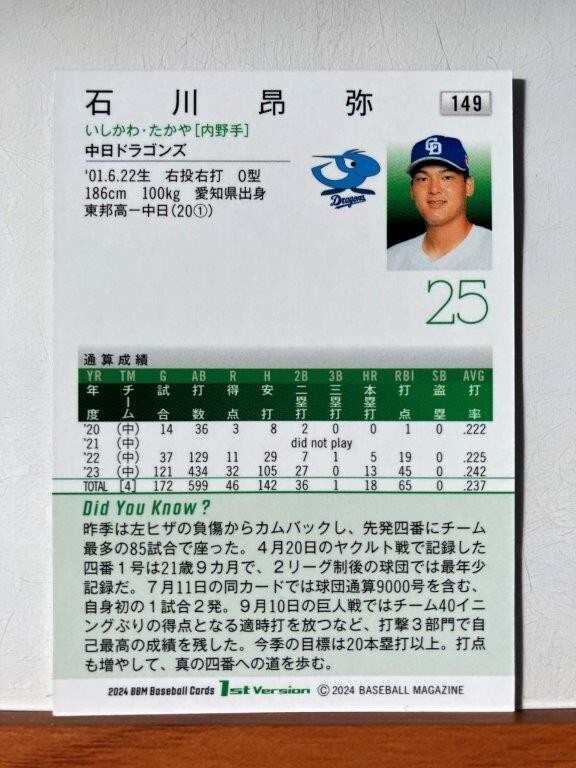 石川昂弥 149
いしかわ・たかや[内野手]
中日ドラゴンズ
'01.6.22生 右投右打 O型
186cm 100kg 愛知県出身
東邦高ー中日(20①)
Dragons
CD
25
通算成績
YR TM G AB R H 2B 3B HR RBI SB AVG
年度 チーム 試合 打数 得点 安打 二塁打 三塁打 本塁打 打点 盗塁 打率
'20 (中) 14 36 3 8 2 0 0 1 0 .222
'21 (中) did not play
'22 (中) 37 129 11 29 7 1 5 19 0 .225
'23 (中) 121 434 32 105 27 0 13 45 0 .242
TOTAL [4] 172 599 46 142 36 1 18 65 0 .237
Did You Know?
昨季は左ヒザの負傷からカムバックし、先発四番にチーム
最多の85試合で座った。4月20日のヤクルト戦で記録した
四番1号は21歳9カ月で、2リーグ制後の球団では最年少
記録だ。7月11日の同カードでは球団通算9000号を含む、
自身初の1試合2発。9月10日の巨人戦ではチーム40イニ
ングぶりの得点となる適時打を放つなど、打撃3部門で自
己最高の成績を残した。今季の目標は20本塁打以上。打点
も増やして、真の四番への道を歩む。
2024 BBM Baseball Cards 1st Version ©2024 BASEBALL MAGAZINE